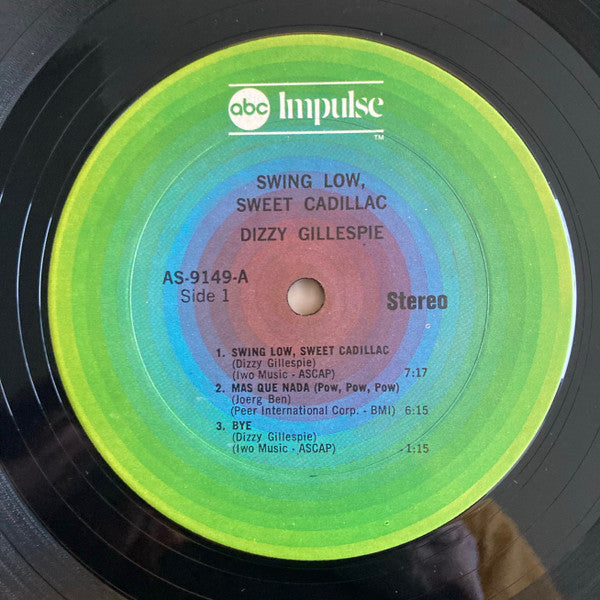 abc Impulse
TM
SWING LOW,
SWEET CADILLAC
DIZZY GILLESPIE
AS-9149-A
Side 1
Stereo
1. SWING LOW, SWEET CADILLAC
(Dizzy Gillespie)
(Iwo Music - ASCAP) 7:17
2. MAS QUE NADA (Pow, Pow, Pow)
(Joerg Ben)
(Peer International Corp. - BMI) 6:15
3. BYE
(Dizzy Gillespie)
(Iwo Music - ASCAP) 1:15